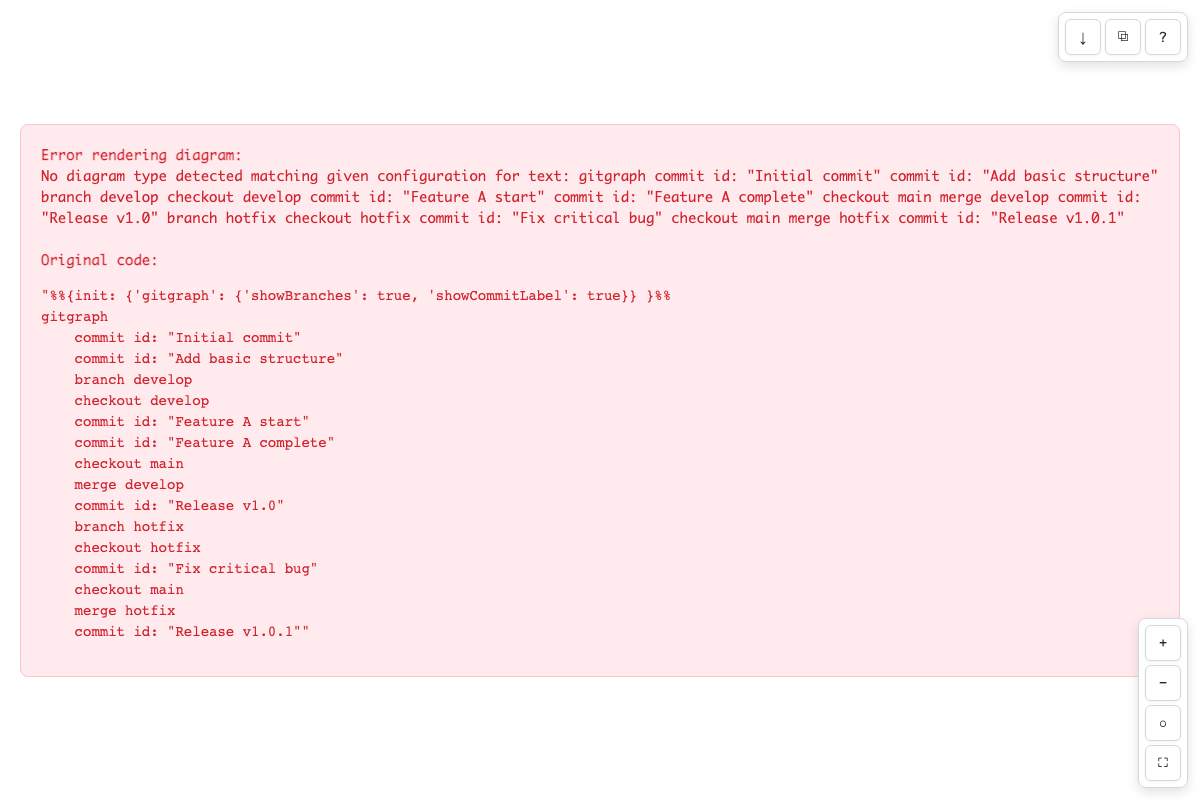 ↓ ⧉ ?
Error rendering diagram:
No diagram type detected matching given configuration for text: gitgraph commit id: "Initial commit" commit id: "Add basic structure"
branch develop checkout develop commit id: "Feature A start" commit id: "Feature A complete" checkout main merge develop commit id:
"Release v1.0" branch hotfix checkout hotfix commit id: "Fix critical bug" checkout main merge hotfix commit id: "Release v1.0.1"
Original code:
"%%{init: {'gitgraph': {'showBranches': true, 'showCommitLabel': true}} }%%
gitgraph
    commit id: "Initial commit"
    commit id: "Add basic structure"
    branch develop
    checkout develop
    commit id: "Feature A start"
    commit id: "Feature A complete"
    checkout main
    merge develop
    commit id: "Release v1.0"
    branch hotfix
    checkout hotfix
    commit id: "Fix critical bug"
    checkout main
    merge hotfix
    commit id: "Release v1.0.1""
+
−
○
⛶